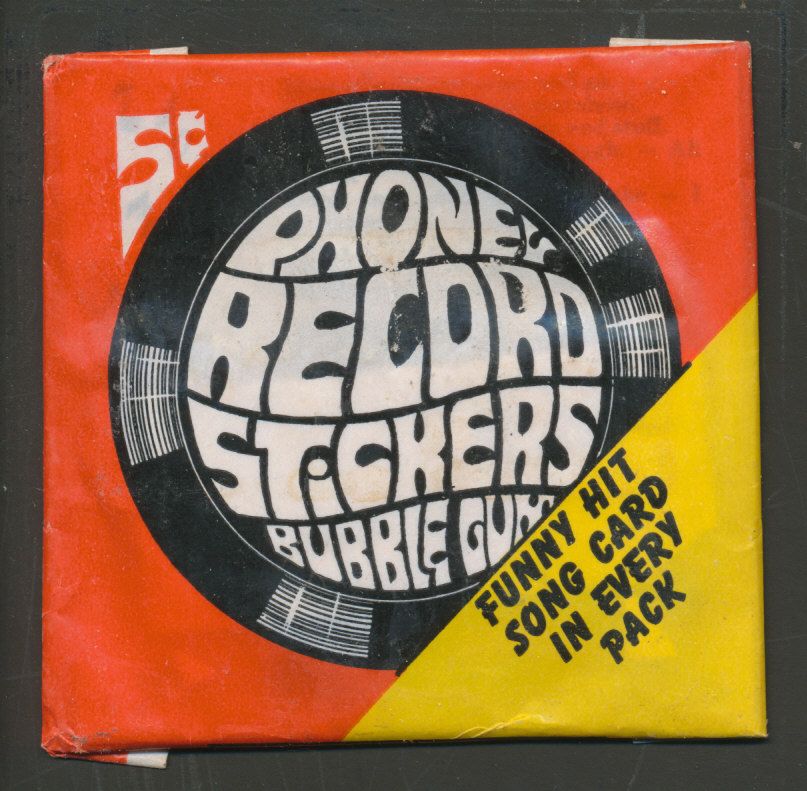 5¢
PHONEY
RECORD
STiCKERS
BUBBLE GUM
FUNNY HIT
SONG CARD
IN EVERY
PACK